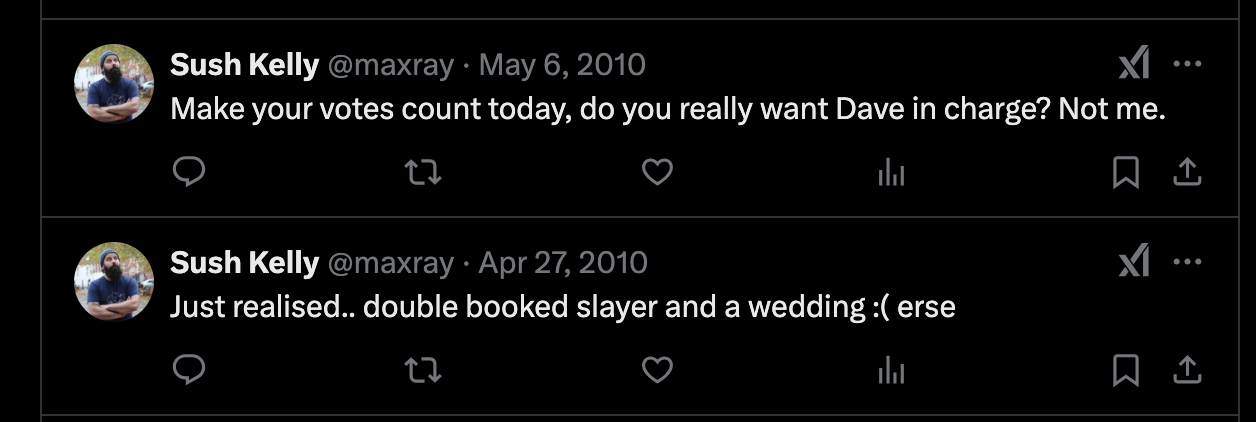 Sush Kelly @maxray · May 6, 2010
Make your votes count today, do you really want Dave in charge? Not me.
Sush Kelly @maxray · Apr 27, 2010
Just realised.. double booked slayer and a wedding :( erse